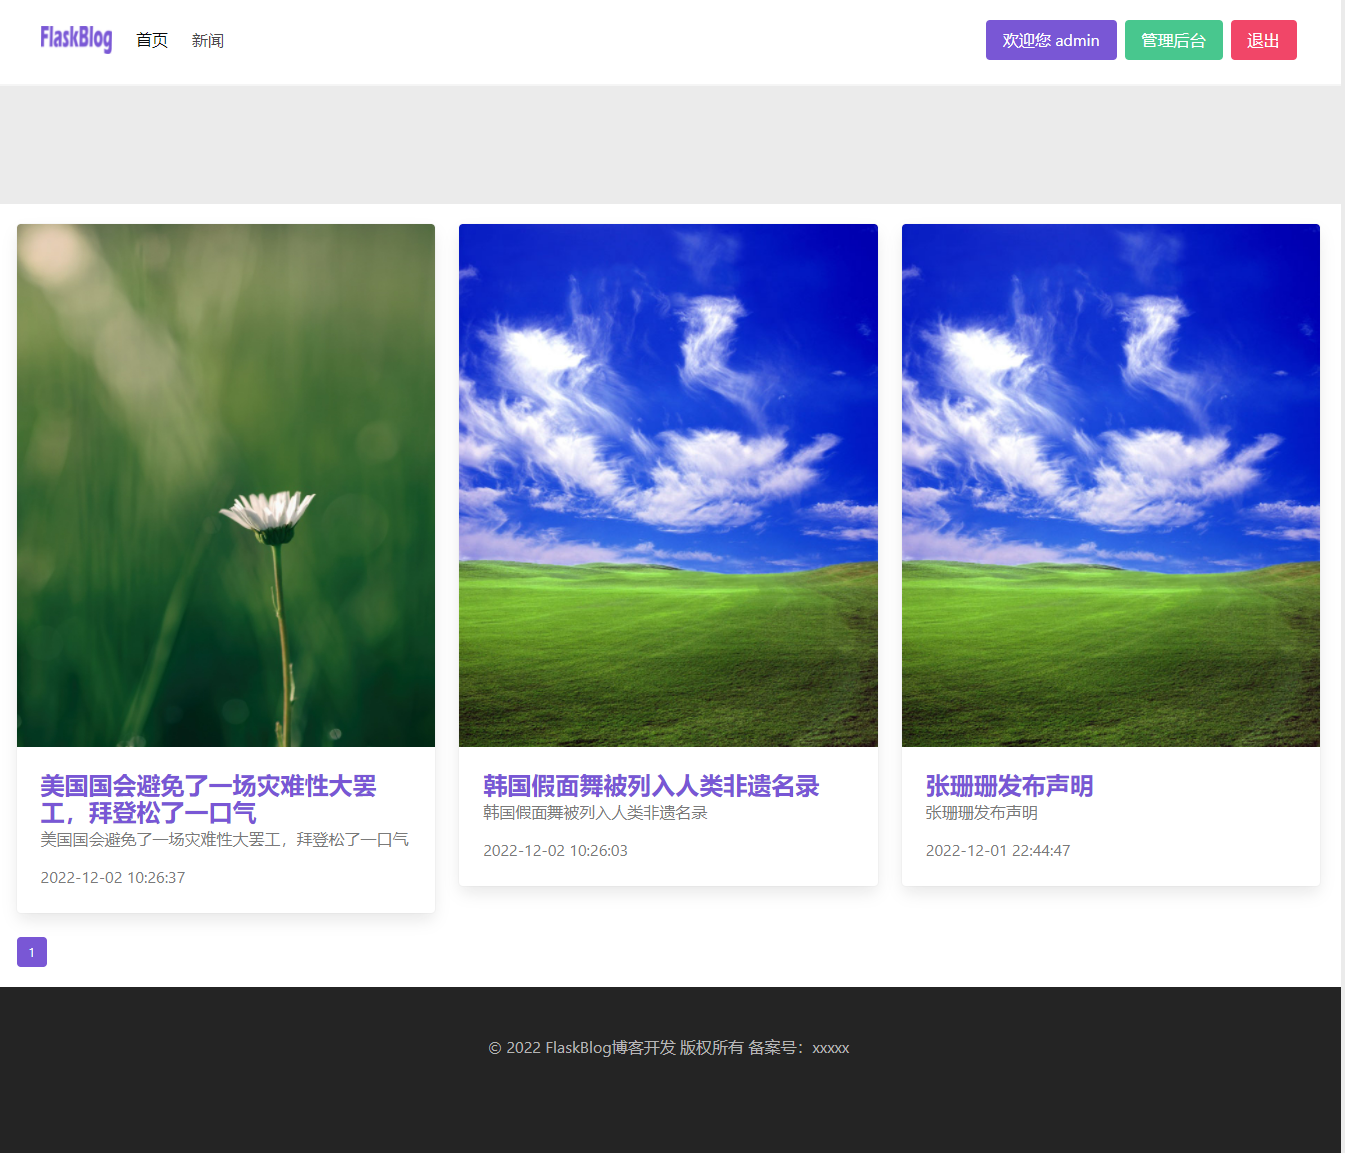 FlaskBlog 首页 新闻 欢迎您 admin 管理后台 退出
美国国会避免了一场灾难性大罢
工，拜登松了一口气
美国国会避免了一场灾难性大罢工，拜登松了一口气
2022-12-02 10:26:37
韩国假面舞被列入人类非遗名录
韩国假面舞被列入人类非遗名录
2022-12-02 10:26:03
张珊珊发布声明
张珊珊发布声明
2022-12-01 22:44:47
1
© 2022 FlaskBlog博客开发 版权所有 备案号：xxxxx